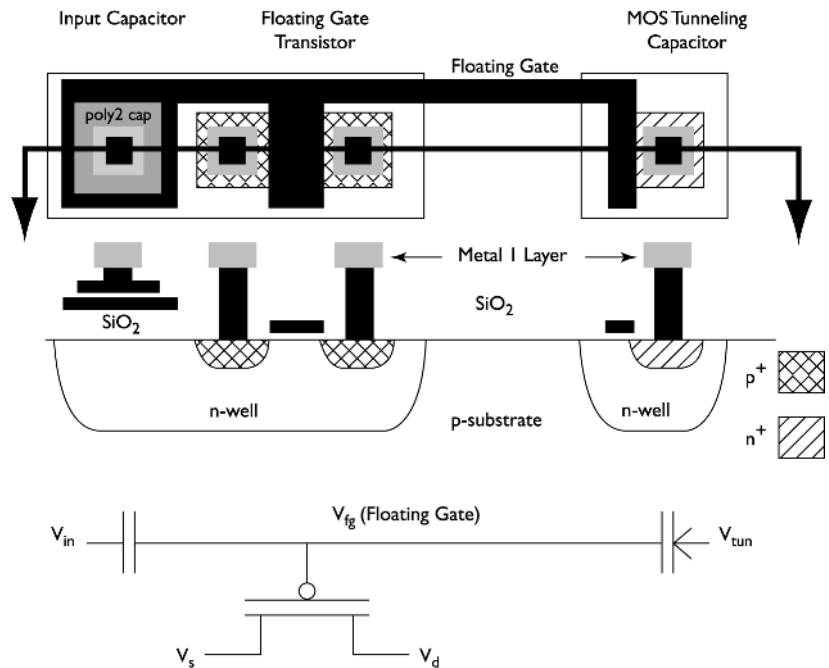 Input Capacitor
Floating Gate
Transistor
MOS Tunneling
Capacitor
Floating Gate
poly2 cap
Metal 1 Layer
SiO2
SiO2
n-well
p-substrate
n-well
p+
n+
Vin
Vfg (Floating Gate)
Vtun
Vs
Vd